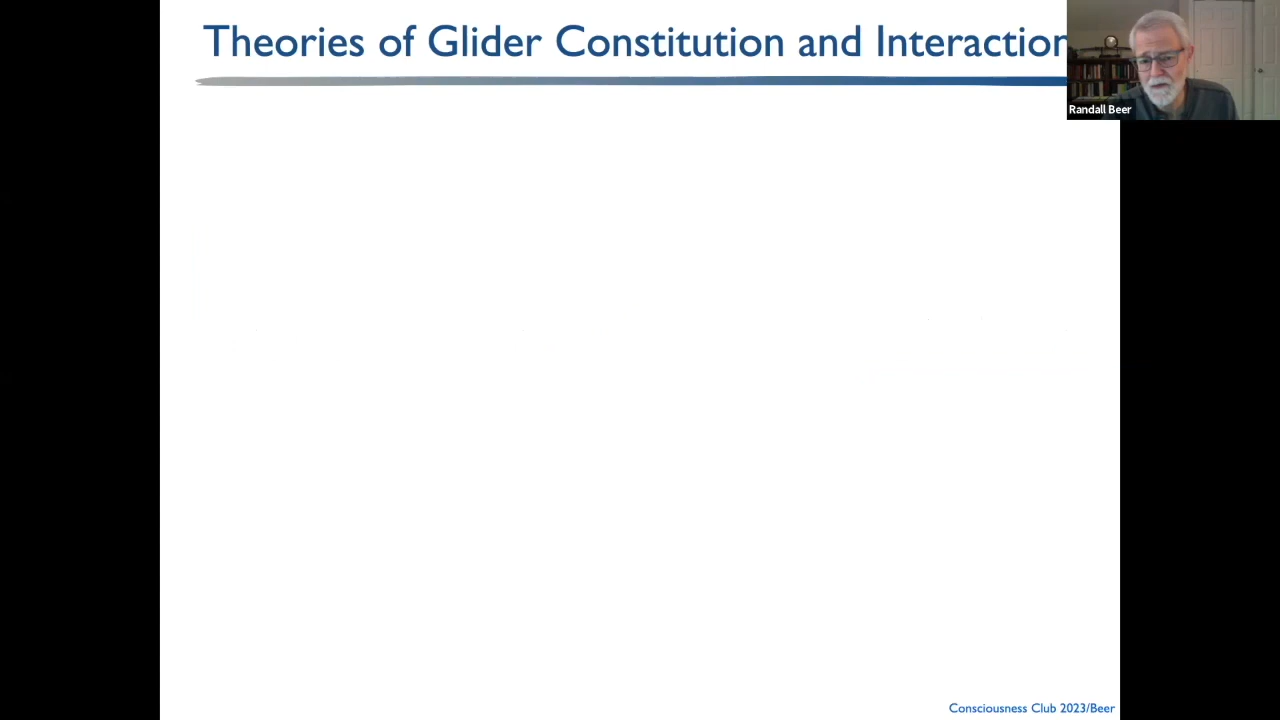 Theories of Glider Constitution and Interaction
Randall Beer
Consciousness Club 2023/Beer